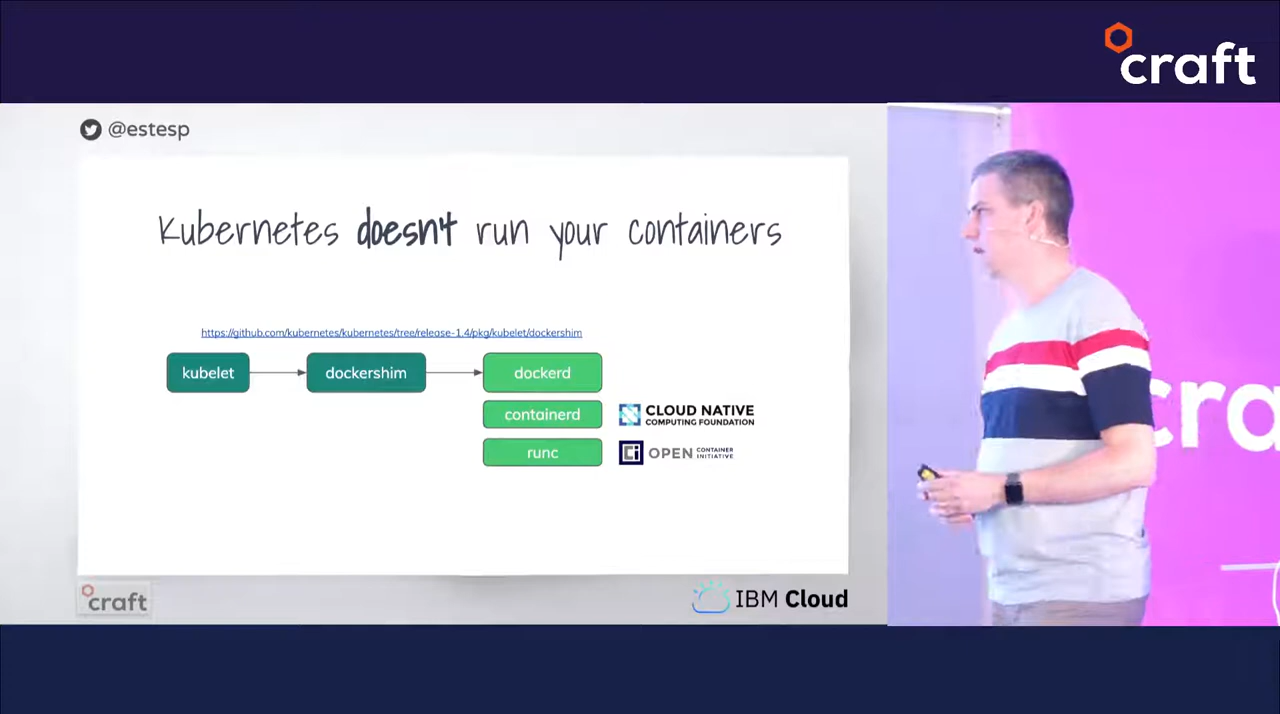 craft
@estesp
Kubernetes doesn't run your containers
https://github.com/kubernetes/kubernetes/tree/release-1.4/pkg/kubelet/dockershim
kubelet
dockershim
dockerd
containerd
CLOUD NATIVE
COMPUTING FOUNDATION
runc
OPEN CONTAINER
INITIATIVE
craft
IBM Cloud
cra